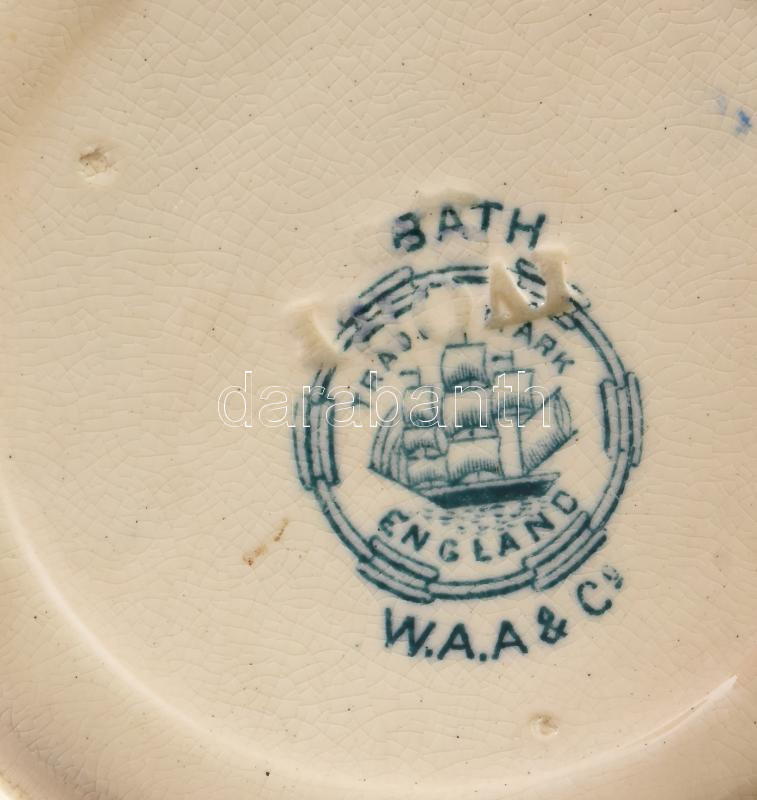 BATH
TRADE MARK
darabanth
ENGLAND
W.A.A & Co